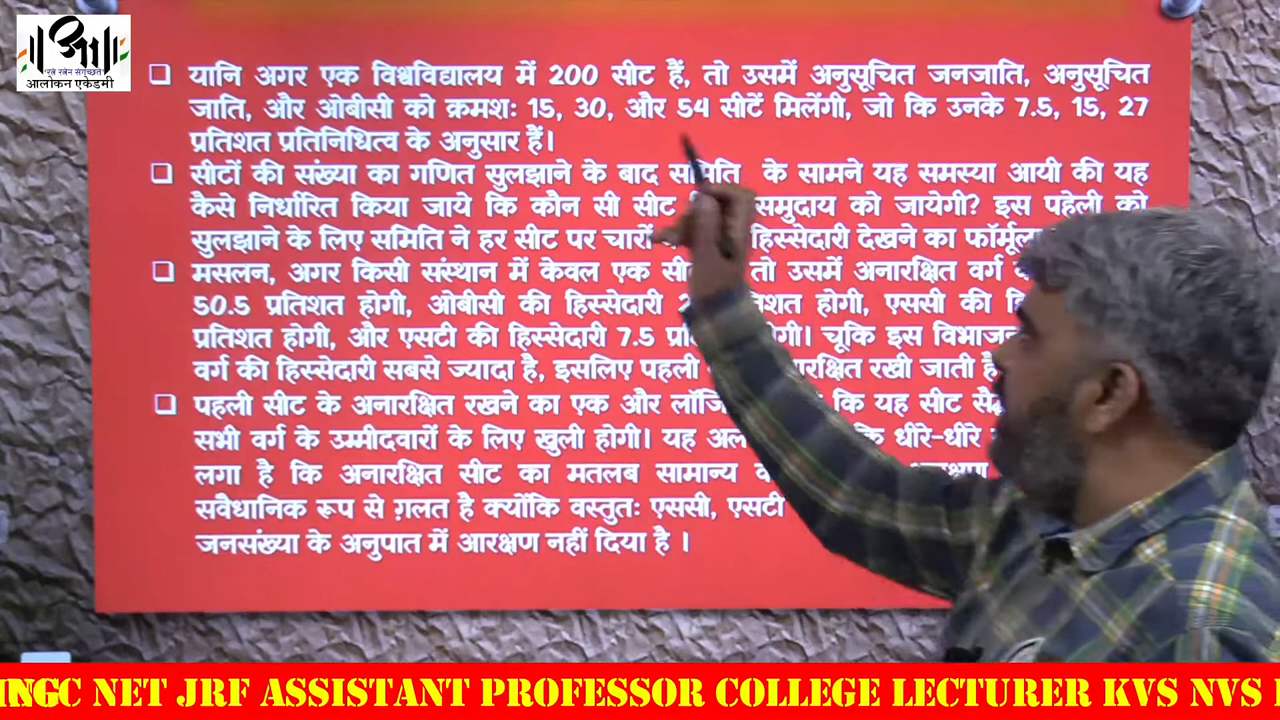 रत्ने रत्नेन संगच्छते
आलोकन एकेडमी
यानि अगर एक विश्वविद्यालय में 200 सीट हैं, तो उसमें अनुसूचित जनजाति, अनुसूचित
जाति, और ओबीसी को क्रमशः 15, 30, और 54 सीटें मिलेंगी, जो कि उनके 7.5, 15, 27
प्रतिशत प्रतिनिधित्व के अनुसार हैं।
सीटों की संख्या का गणित सुलझाने के बाद समिति के सामने यह समस्या आयी की यह
कैसे निर्धारित किया जाये कि कौन सी सीट समुदाय को जायेगी? इस पहेली को
सुलझाने के लिए समिति ने हर सीट पर चारों हिस्सेदारी देखने का फॉर्मूला
मसलन, अगर किसी संस्थान में केवल एक तो उसमें अनारक्षित वर्ग
50.5 प्रतिशत होगी, ओबीसी की हिस्सेदारी होगी, एससी की
प्रतिशत होगी, और एसटी की हिस्सेदारी 7.5 चूकि इस
वर्ग की हिस्सेदारी सबसे ज्यादा है, इसलिए पहली रखी जाती
पहली सीट के अनारक्षित रखने का एक और कि यह सीट
सभी वर्ग के उम्मीदवारों के लिए खुली होगी। यह कि धीरे-धीरे
लगा है कि अनारक्षित सीट का मतलब सामान्य
सवैधानिक रूप से ग़लत है क्योंकि वस्तुतः एससी, एसटी
जनसंख्या के अनुपात में आरक्षण नहीं दिया है ।
NET JRF ASSISTANT PROFESSOR COLLEGE LECTURER KVS NVS